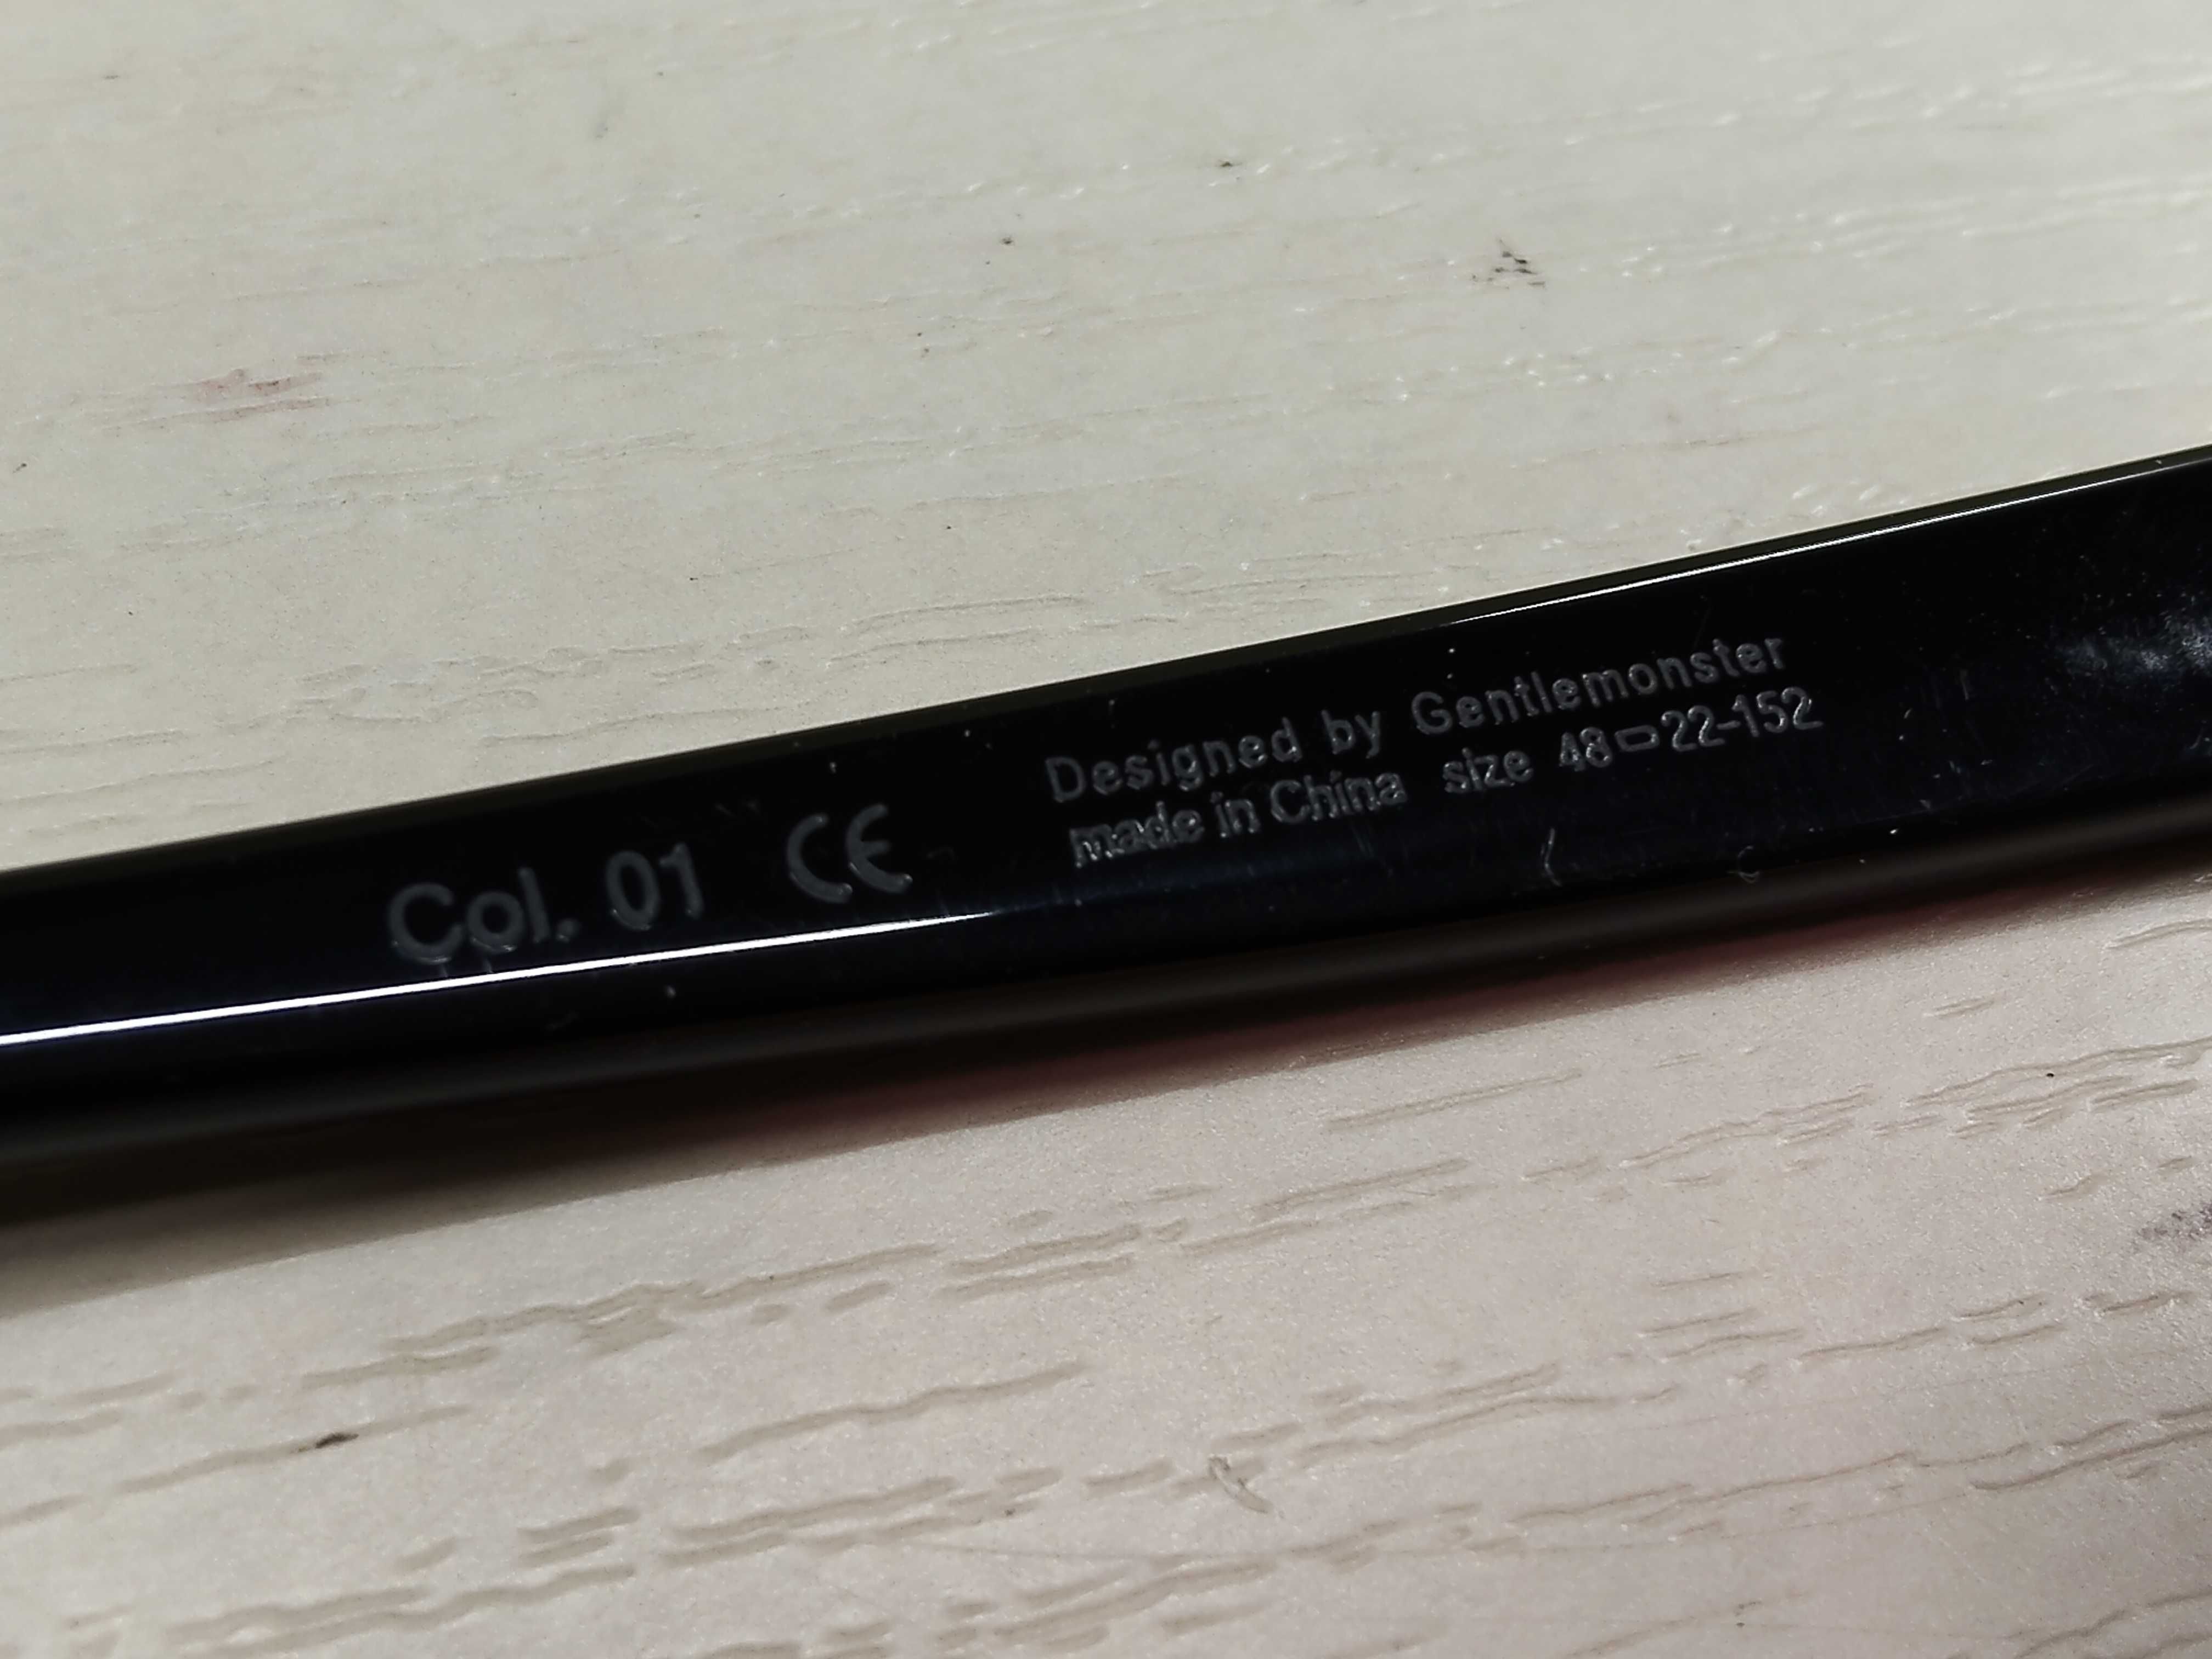 Col. 01 CE
Designed by Gentlemonster
made in China size 48▭22-152